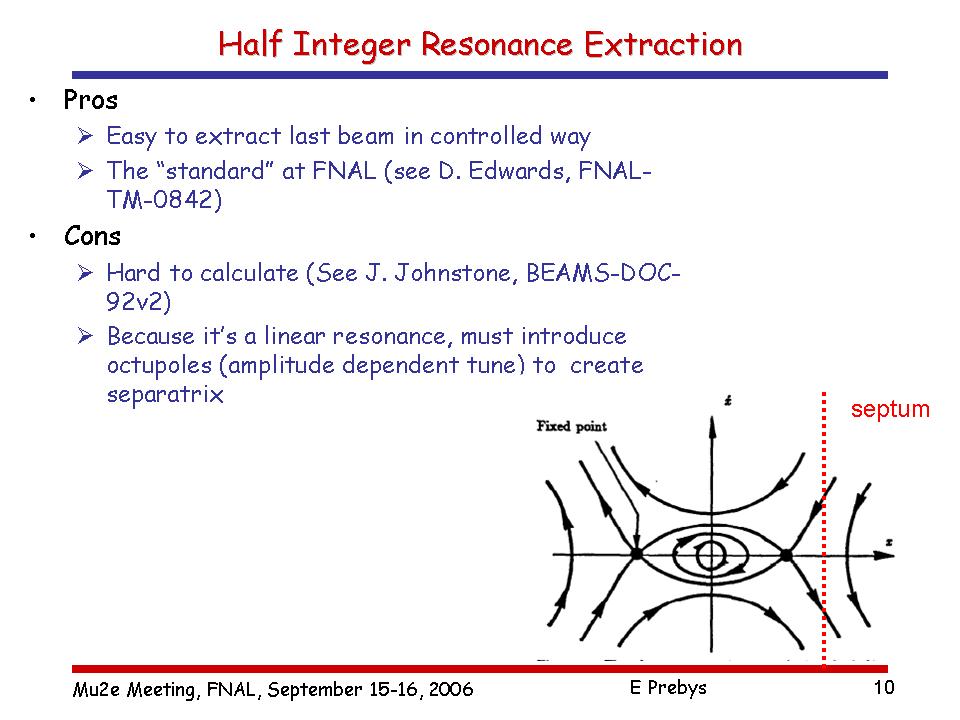 Half Integer Resonance Extraction
• Pros
➢ Easy to extract last beam in controlled way
➢ The “standard” at FNAL (see D. Edwards, FNAL-
TM-0842)
• Cons
➢ Hard to calculate (See J. Johnstone, BEAMS-DOC-
92v2)
➢ Because it’s a linear resonance, must introduce
octupoles (amplitude dependent tune) to create
separatrix
septum
Fixed point
ẋ
x
Mu2e Meeting, FNAL, September 15-16, 2006
E Prebys
10